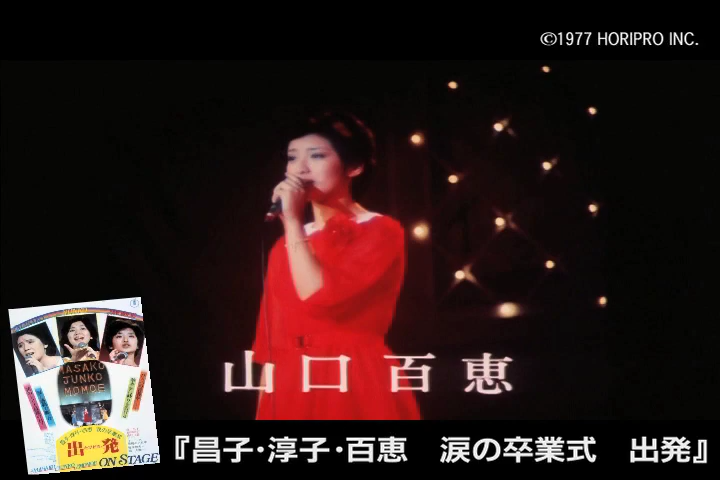 ©1977 HORIPRO INC.
山口百恵
MASAKO
JUNKO
MOMOE
出発
ON STAGE
『昌子・淳子・百恵　涙の卒業式　出発』